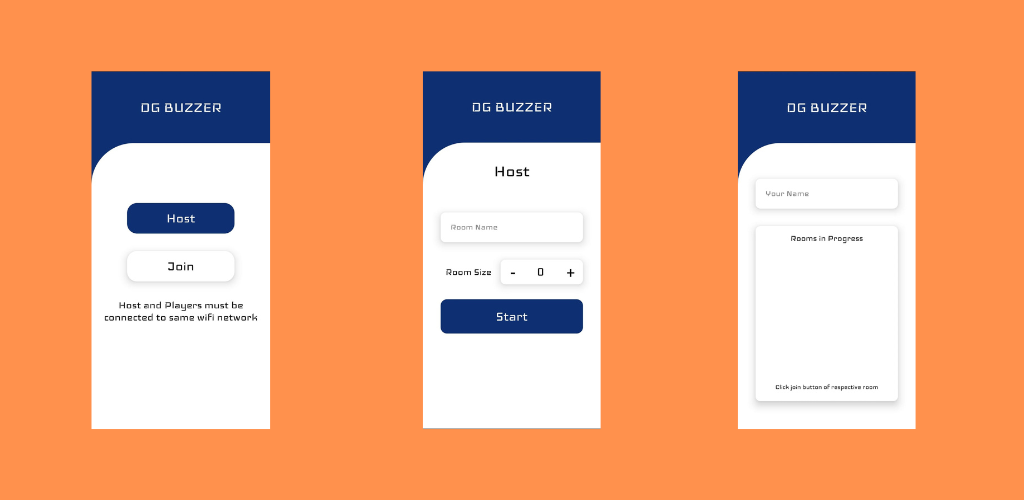 OG BUZZER
Host
Join
Host and Players must be
connected to same wifi network
OG BUZZER
Host
Room Name
Room Size - 0 +
Start
OG BUZZER
Your Name
Rooms in Progress
Click join button of respective room